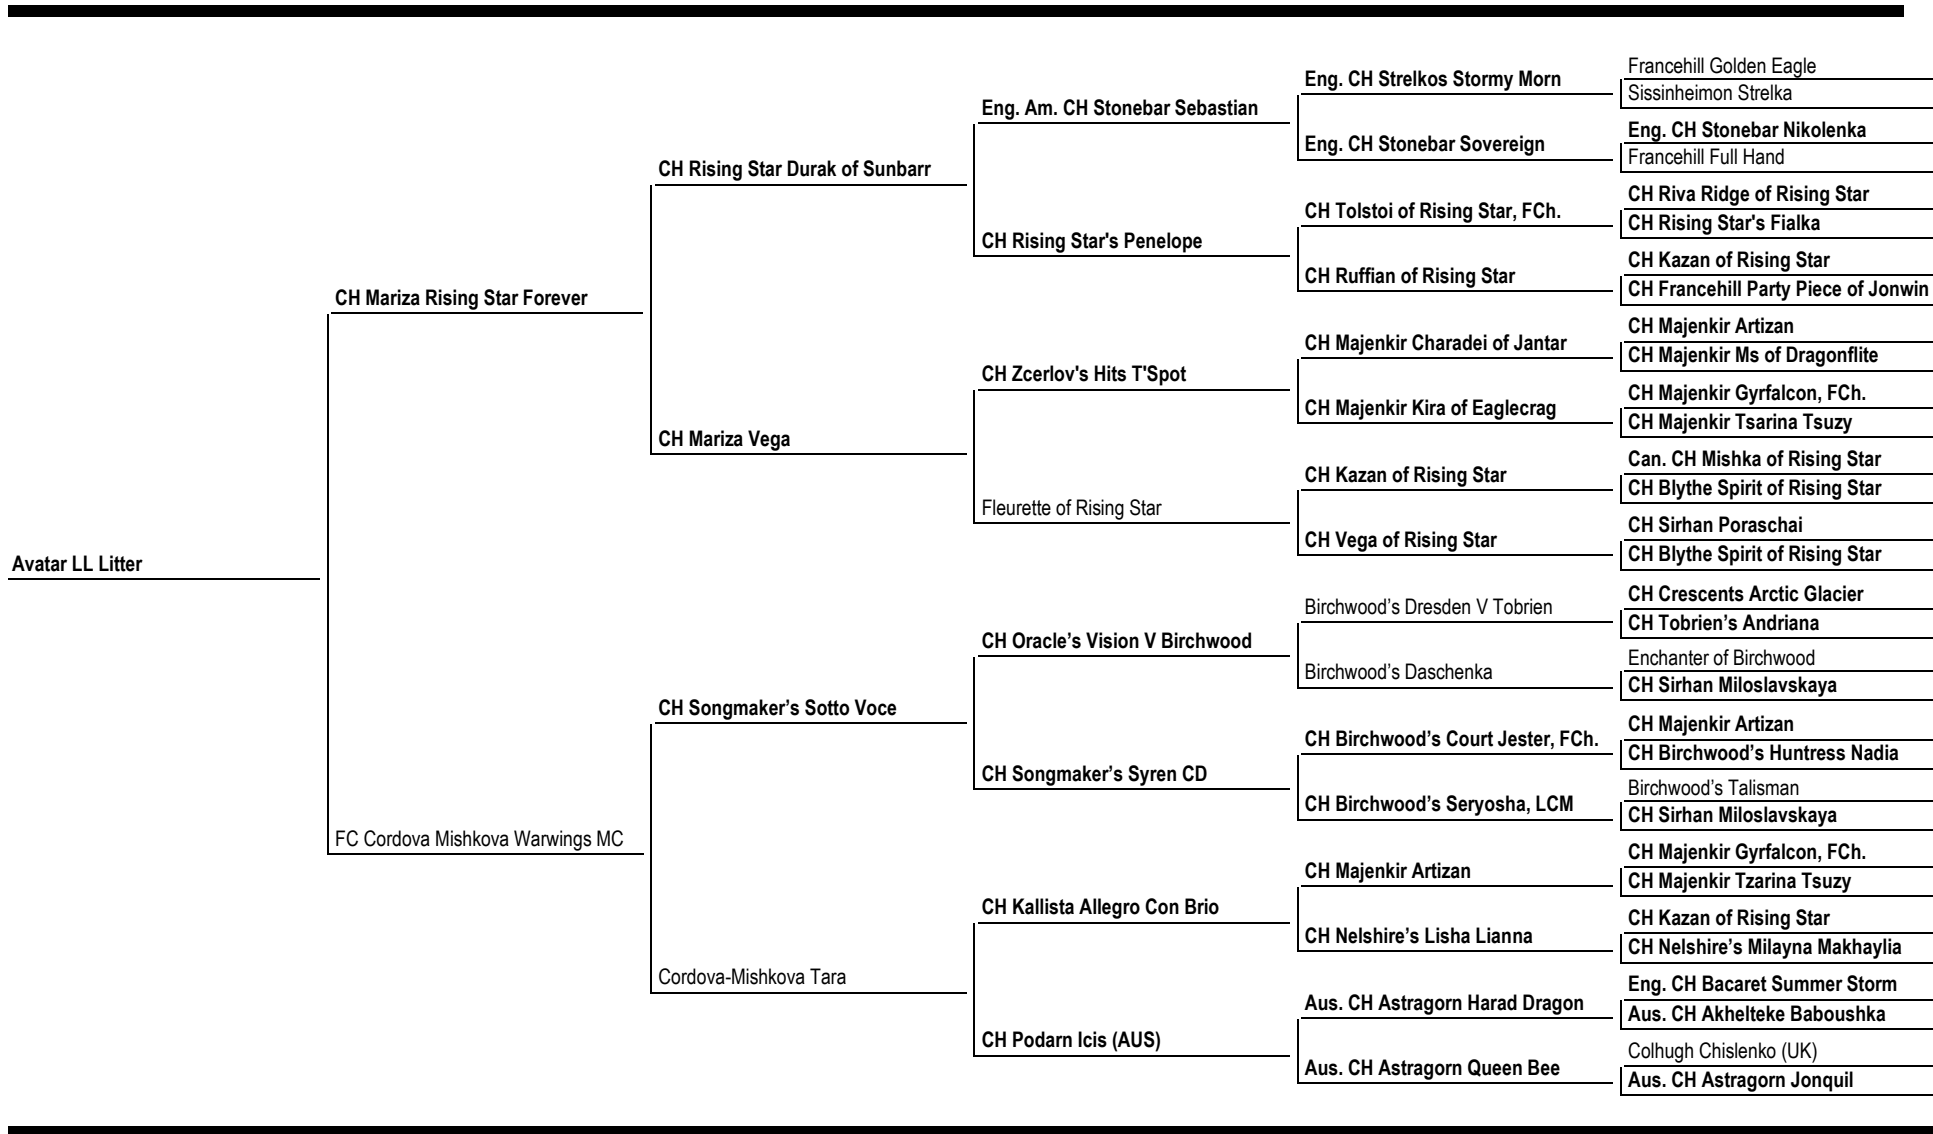 Francehill Golden Eagle
Eng. CH Strelkos Stormy Morn
Sissinheimon Strelka
Eng. Am. CH Stonebar Sebastian
Eng. CH Stonebar Nikolenka
Eng. CH Stonebar Sovereign
Francehill Full Hand
CH Rising Star Durak of Sunbarr
CH Riva Ridge of Rising Star
CH Tolstoi of Rising Star, FCh.
CH Rising Star's Fialka
CH Rising Star's Penelope
CH Kazan of Rising Star
CH Ruffian of Rising Star
CH Francehill Party Piece of Jonwin
CH Mariza Rising Star Forever
CH Majenkir Artizan
CH Majenkir Charadei of Jantar
CH Majenkir Ms of Dragonflite
CH Zcerlov's Hits T'Spot
CH Majenkir Gyrfalcon, FCh.
CH Majenkir Kira of Eaglecrag
CH Majenkir Tsarina Tsuzy
CH Mariza Vega
Can. CH Mishka of Rising Star
CH Kazan of Rising Star
CH Blythe Spirit of Rising Star
Fleurette of Rising Star
CH Sirhan Poraschai
CH Vega of Rising Star
CH Blythe Spirit of Rising Star
Avatar LL Litter
CH Crescents Arctic Glacier
Birchwood’s Dresden V Tobrien
CH Tobrien’s Andriana
CH Oracle’s Vision V Birchwood
Enchanter of Birchwood
Birchwood’s Daschenka
CH Sirhan Miloslavskaya
CH Songmaker’s Sotto Voce
CH Majenkir Artizan
CH Birchwood’s Court Jester, FCh.
CH Birchwood’s Huntress Nadia
CH Songmaker’s Syren CD
Birchwood’s Talisman
CH Birchwood’s Seryosha, LCM
CH Sirhan Miloslavskaya
FC Cordova Mishkova Warwings MC
CH Majenkir Gyrfalcon, FCh.
CH Majenkir Artizan
CH Majenkir Tzarina Tsuzy
CH Kallista Allegro Con Brio
CH Kazan of Rising Star
CH Nelshire’s Lisha Lianna
CH Nelshire’s Milayna Makhaylia
Cordova-Mishkova Tara
Eng. CH Bacaret Summer Storm
Aus. CH Astragorn Harad Dragon
Aus. CH Akhelteke Baboushka
CH Podarn Icis (AUS)
Colhugh Chislenko (UK)
Aus. CH Astragorn Queen Bee
Aus. CH Astragorn Jonquil